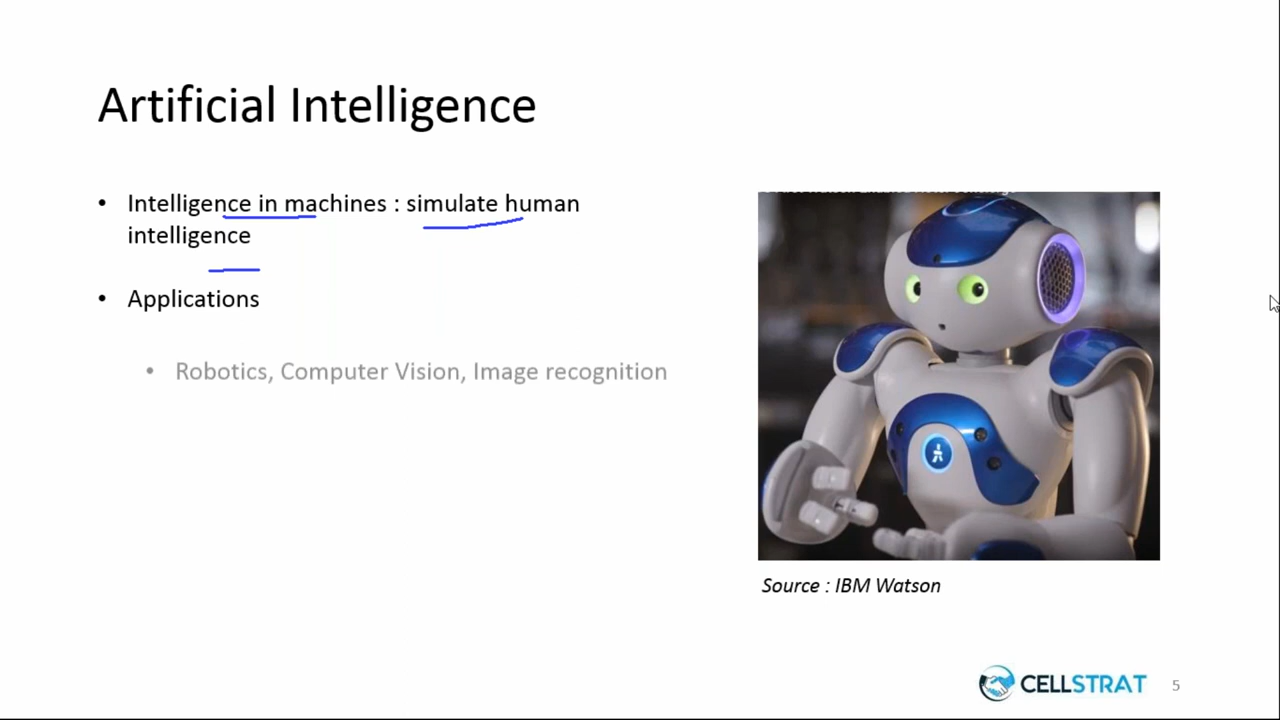 Artificial Intelligence
• Intelligence in machines : simulate human
intelligence
• Applications
• Robotics, Computer Vision, Image recognition
Source : IBM Watson
CELLSTRAT
5